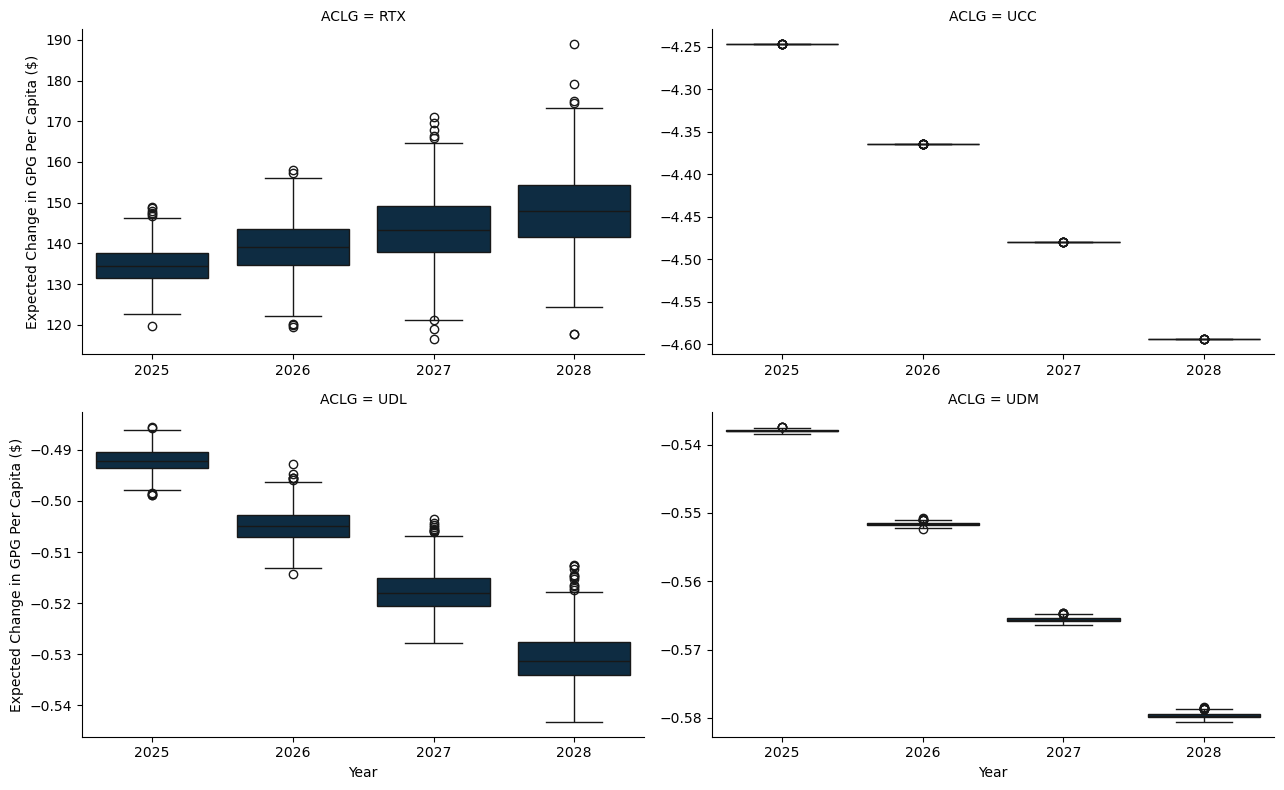 ACLG = RTX
Expected Change in GPG Per Capita ($)
190
180
170
160
150
140
130
120
2025 2026 2027 2028
ACLG = UCC
−4.25
−4.30
−4.35
−4.40
−4.45
−4.50
−4.55
−4.60
2025 2026 2027 2028
ACLG = UDL
Expected Change in GPG Per Capita ($)
−0.49
−0.50
−0.51
−0.52
−0.53
−0.54
2025 2026 2027 2028
Year
ACLG = UDM
−0.54
−0.55
−0.56
−0.57
−0.58
2025 2026 2027 2028
Year